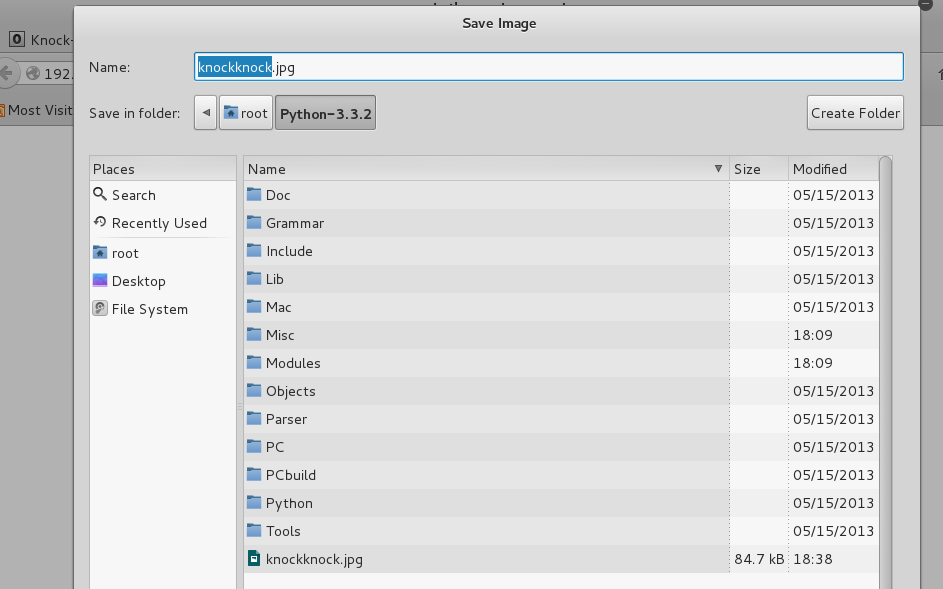 Save Image
Knock-
Name: knockknock.jpg
192.
Save in folder: root Python-3.3.2 Create Folder
Most Visit
Places Name Size Modified
Search Doc 05/15/2013
Recently Used Grammar 05/15/2013
root Include 05/15/2013
Desktop Lib 05/15/2013
File System Mac 05/15/2013
Misc 18:09
Modules 18:09
Objects 05/15/2013
Parser 05/15/2013
PC 05/15/2013
PCbuild 05/15/2013
Python 05/15/2013
Tools 05/15/2013
knockknock.jpg 84.7 kB 18:38